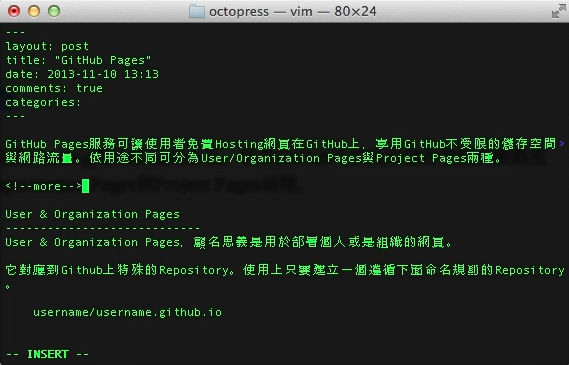 octopress — vim — 80×24
---
layout: post
title: "GitHub Pages"
date: 2013-11-10 13:13
comments: true
categories:
---
GitHub Pages服務可讓使用者免費Hosting網頁在GitHub上，享用GitHub不受限的儲存空間
與網路流量。依用途不同可分為User/Organization Pages與Project Pages兩種。
<!--more-->
User & Organization Pages
---------------------------
User & Organization Pages，顧名思義是用於部署個人或是組織的網頁。
它對應到Github上特殊的Repository。使用上只要建立一個遵循下面命名規則的Repository
。
username/username.github.io
-- INSERT --